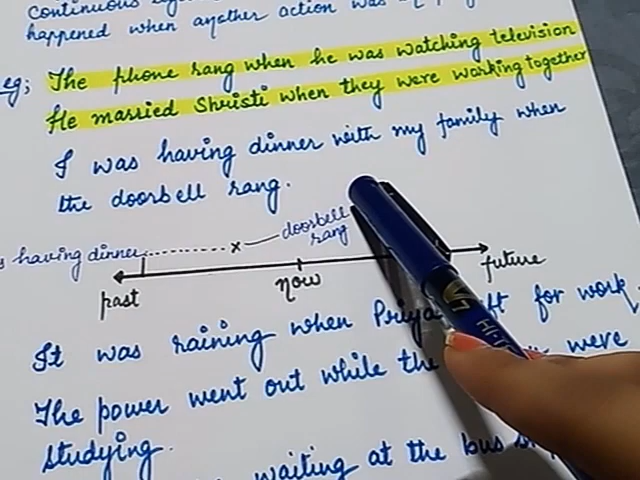 continuous
happened when another action was
eg; The phone rang when he was watching television
He married Shristi when they were working together
I was having dinner with my family when
the doorbell rang.
having dinner
doorbell
rang
past
now
future
It was raining when Priya for work.
The power went out while the were
studying.
waiting at the bus
V7
HI-